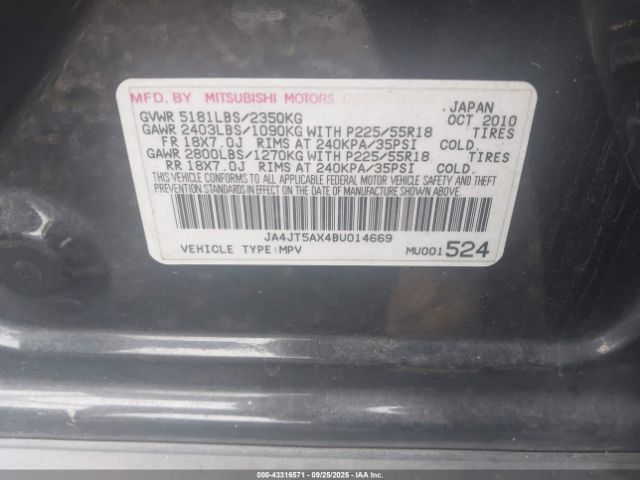 MFD. BY MITSUBISHI MOTORS , JAPAN
GVWR 5181LBS/2350KG OCT 2010
GAWR 2403LBS/1090KG WITH P225/55R18 TIRES
FR 18X7.0J RIMS AT 240KPA/35PSI COLD.
GAWR 2800LBS/1270KG WITH P225/55R18 TIRES
RR 18X7.0J RIMS AT 240KPA/35PSI COLD.
THIS VEHICLE CONFORMS TO ALL APPLICABLE FEDERAL MOTOR VEHICLE SAFETY AND
THEFT PREVENTION STANDARDS IN EFFECT ON THE DATE OF MANUFACTURE SHOWN ABOVE.
JA4JT5AX4BU014669
VEHICLE TYPE:MPV MU001524
000-43316571 - 09/25/2025 - IAA Inc.